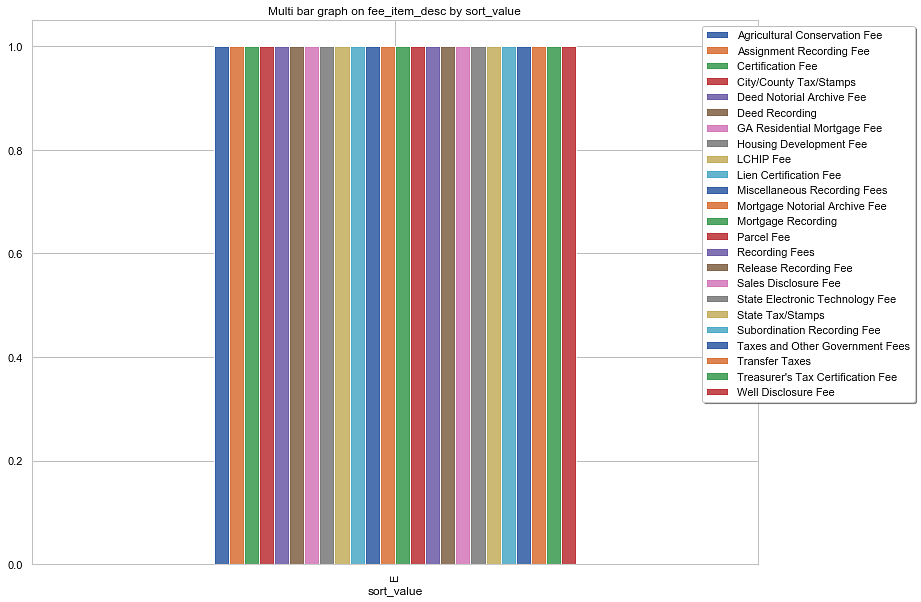 Multi bar graph on fee_item_desc by sort_value
1.0
0.8
0.6
0.4
0.2
0.0
E
sort_value
Agricultural Conservation Fee
Assignment Recording Fee
Certification Fee
City/County Tax/Stamps
Deed Notorial Archive Fee
Deed Recording
GA Residential Mortgage Fee
Housing Development Fee
LCHIP Fee
Lien Certification Fee
Miscellaneous Recording Fees
Mortgage Notorial Archive Fee
Mortgage Recording
Parcel Fee
Recording Fees
Release Recording Fee
Sales Disclosure Fee
State Electronic Technology Fee
State Tax/Stamps
Subordination Recording Fee
Taxes and Other Government Fees
Transfer Taxes
Treasurer's Tax Certification Fee
Well Disclosure Fee